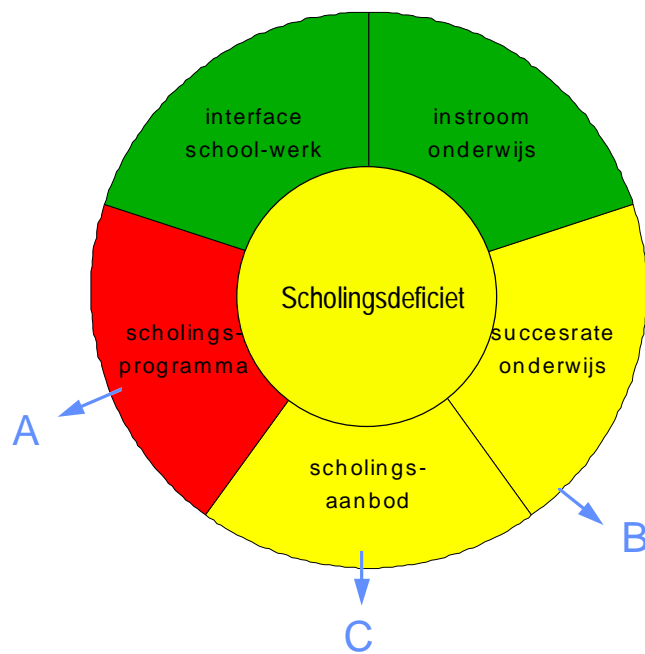 interface
school-werk
instroom
onderwijs
Scholingsdeficiet
scholings-
programma
succesrate
onderwijs
scholings-
aanbod
A
B
C